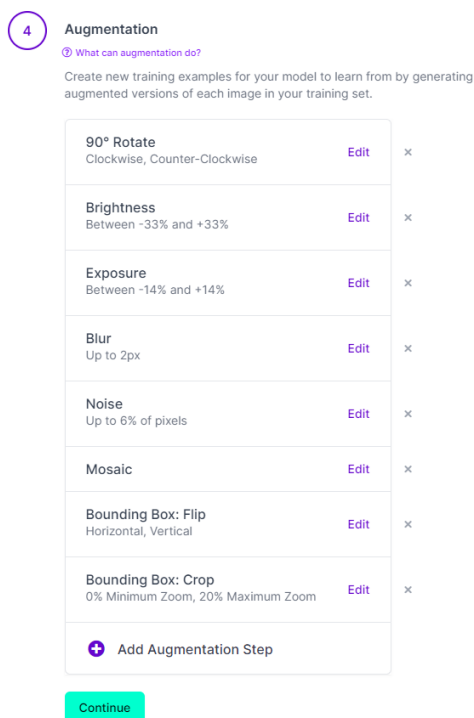 4
Augmentation
What can augmentation do?
Create new training examples for your model to learn from by generating
augmented versions of each image in your training set.
90° Rotate
Clockwise, Counter-Clockwise
Edit ×
Brightness
Between -33% and +33%
Edit ×
Exposure
Between -14% and +14%
Edit ×
Blur
Up to 2px
Edit ×
Noise
Up to 6% of pixels
Edit ×
Mosaic
Edit ×
Bounding Box: Flip
Horizontal, Vertical
Edit ×
Bounding Box: Crop
0% Minimum Zoom, 20% Maximum Zoom
Edit ×
Add Augmentation Step
Continue